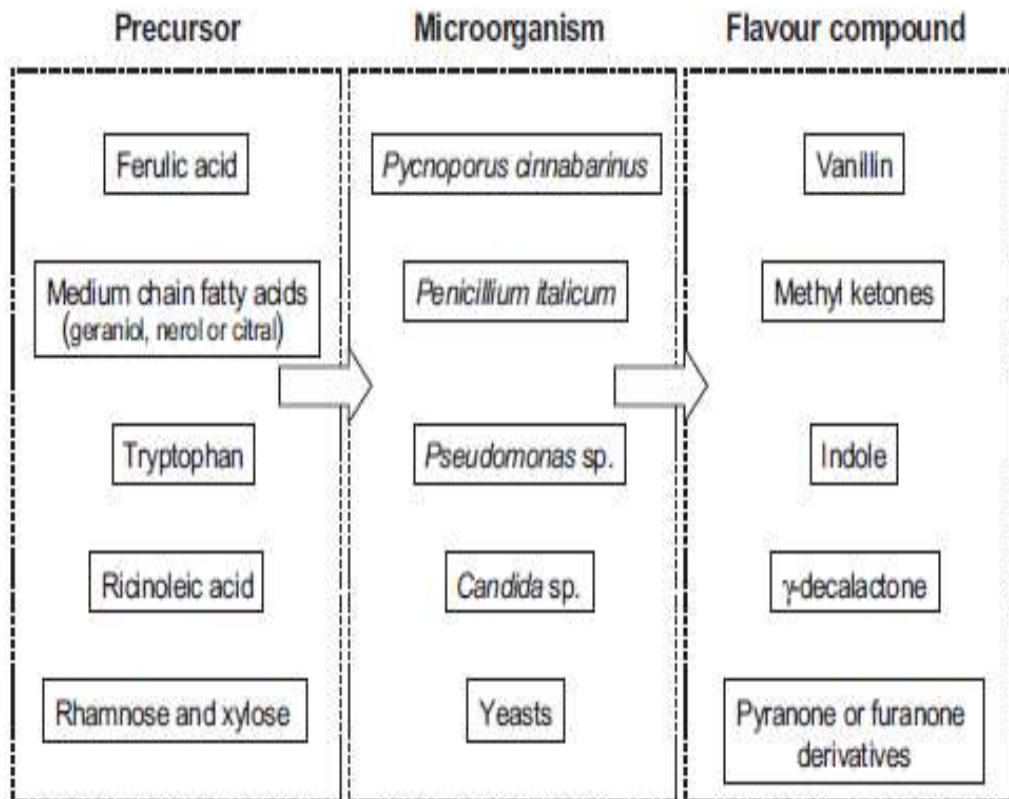 Precursor Microorganism Flavour compound
Ferulic acid Pycnoporus cinnabarinus Vanillin
Medium chain fatty acids Penicillium italicum Methyl ketones
(geraniol, nerol or citral)
Tryptophan Pseudomonas sp. Indole
Ricinoleic acid Candida sp. γ-decalactone
Rhamnose and xylose Yeasts Pyranone or furanone
derivatives